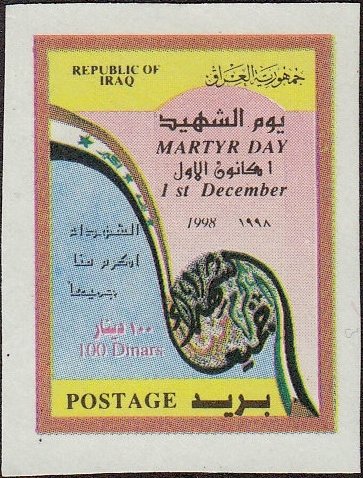 REPUBLIC OF
IRAQ
جمهورية العراق
يوم الشهيد
MARTYR DAY
١ كانون الاول
1 st December
1998 ١٩٩٨
الشهداء
اكرم منا
جميعا
١٠٠ دينار
100 Dinars
POSTAGE بريد